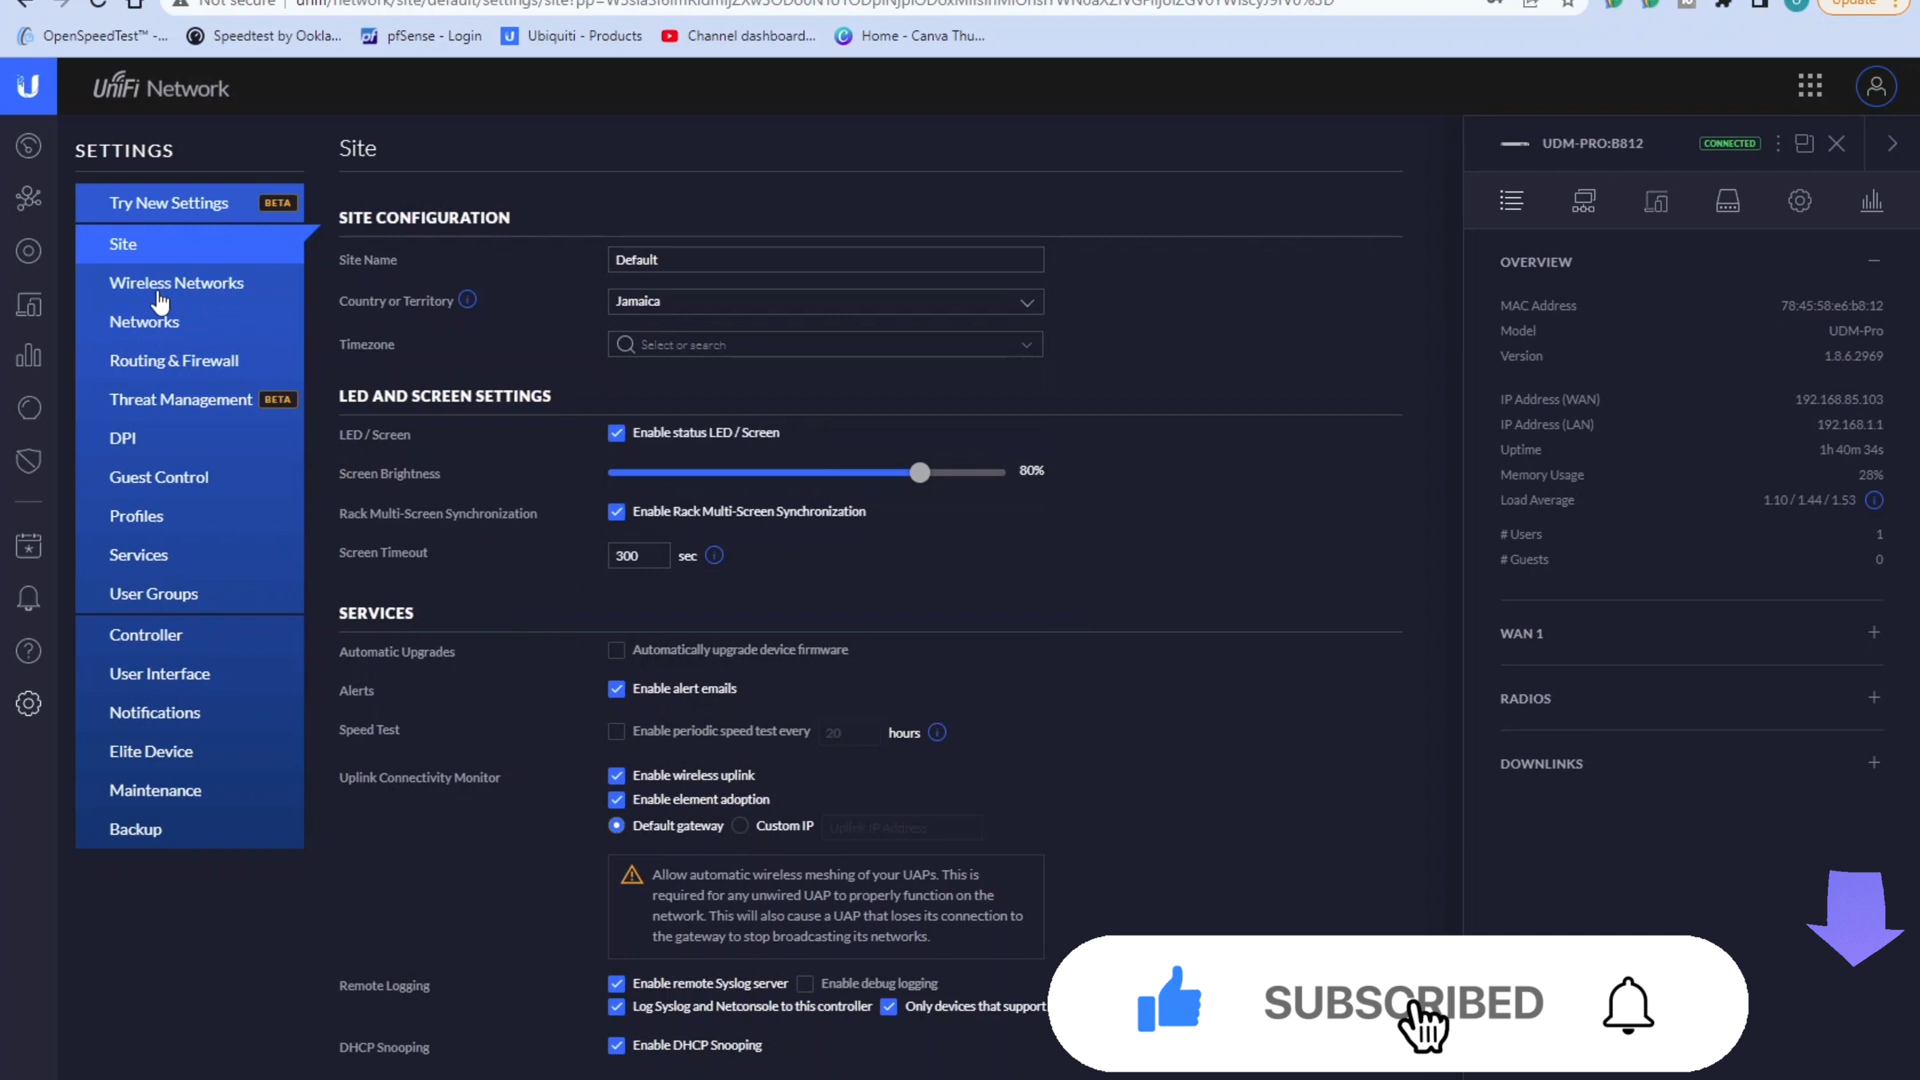 Not secure
OpenSpeedTest™ -...
Speedtest by Ookla...
pfSense - Login
Ubiquiti - Products
Channel dashboard...
Home - Canva Thu...
Update
UniFi Network
SETTINGS
Try New Settings BETA
Site
Wireless Networks
Networks
Routing & Firewall
Threat Management BETA
DPI
Guest Control
Profiles
Services
User Groups
Controller
User Interface
Notifications
Elite Device
Maintenance
Backup
Site
SITE CONFIGURATION
Site Name Default
Country or Territory Jamaica
Timezone Select or search
LED AND SCREEN SETTINGS
LED / Screen Enable status LED / Screen
Screen Brightness 80%
Rack Multi-Screen Synchronization Enable Rack Multi-Screen Synchronization
Screen Timeout 300 sec
SERVICES
Automatic Upgrades Automatically upgrade device firmware
Alerts Enable alert emails
Speed Test Enable periodic speed test every 20 hours
Uplink Connectivity Monitor Enable wireless uplink
Enable element adoption
Default gateway Custom IP Uplink IP Address
Allow automatic wireless meshing of your UAPs. This is
required for any unwired UAP to properly function on the
network. This will also cause a UAP that loses its connection to
the gateway to stop broadcasting its networks.
Remote Logging Enable remote Syslog server Enable debug logging
Log Syslog and Netconsole to this controller Only devices that support
DHCP Snooping Enable DHCP Snooping
UDM-PRO:B812 CONNECTED
OVERVIEW
MAC Address 78:45:58:e6:b8:12
Model UDM-Pro
Version 1.8.6.2969
IP Address (WAN) 192.168.85.103
IP Address (LAN) 192.168.1.1
Uptime 1h 40m 34s
Memory Usage 28%
Load Average 1.10 / 1.44 / 1.53
# Users 1
# Guests 0
WAN 1
RADIOS
DOWNLINKS
SUBSCRIBED